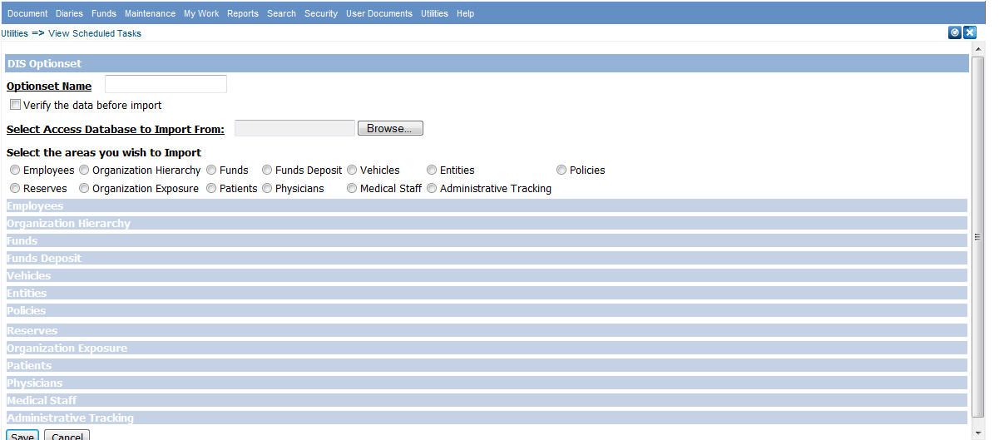 Document Diaries Funds Maintenance My Work Reports Search Security User Documents Utilities Help
Utilities => View Scheduled Tasks
DIS Optionset
Optionset Name
Verify the data before import
Select Access Database to Import From: Browse...
Select the areas you wish to Import
Employees Organization Hierarchy Funds Funds Deposit Vehicles Entities Policies
Reserves Organization Exposure Patients Physicians Medical Staff Administrative Tracking
Employees
Organization Hierarchy
Funds
Funds Deposit
Vehicles
Entities
Policies
Reserves
Organization Exposure
Patients
Physicians
Medical Staff
Administrative Tracking
Save Cancel